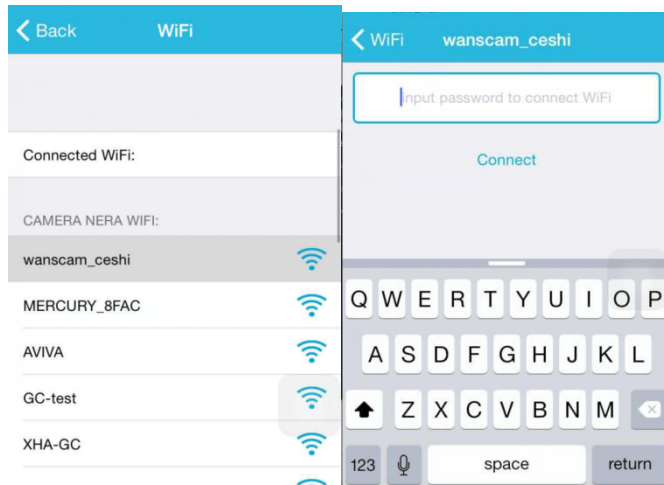 Back WiFi
Connected WiFi:
CAMERA NERA WIFI:
wanscam_ceshi
MERCURY_8FAC
AVIVA
GC-test
XHA-GC
WiFi wanscam_ceshi
input password to connect WiFi
Connect
Q W E R T Y U I O P
A S D F G H J K L
Z X C V B N M
123 space return